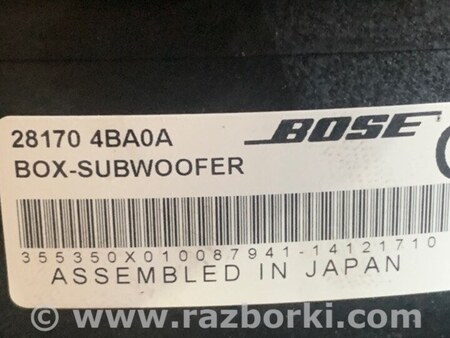 28170 4BA0A
BOSE
BOX-SUBWOOFER
355350X010087941-14121710
ASSEMBLED IN JAPAN
© www.razborki.com